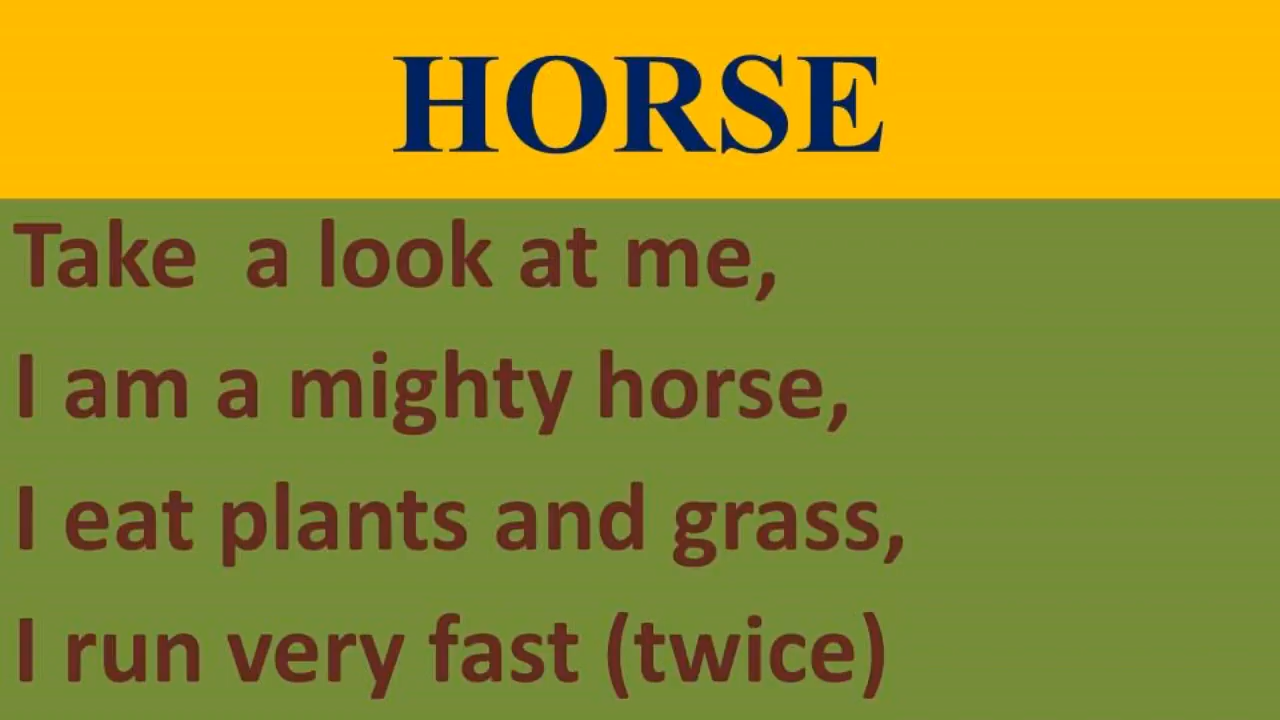 HORSE
Take  a look at me,
I am a mighty horse,
I eat plants and grass,
I run very fast (twice)